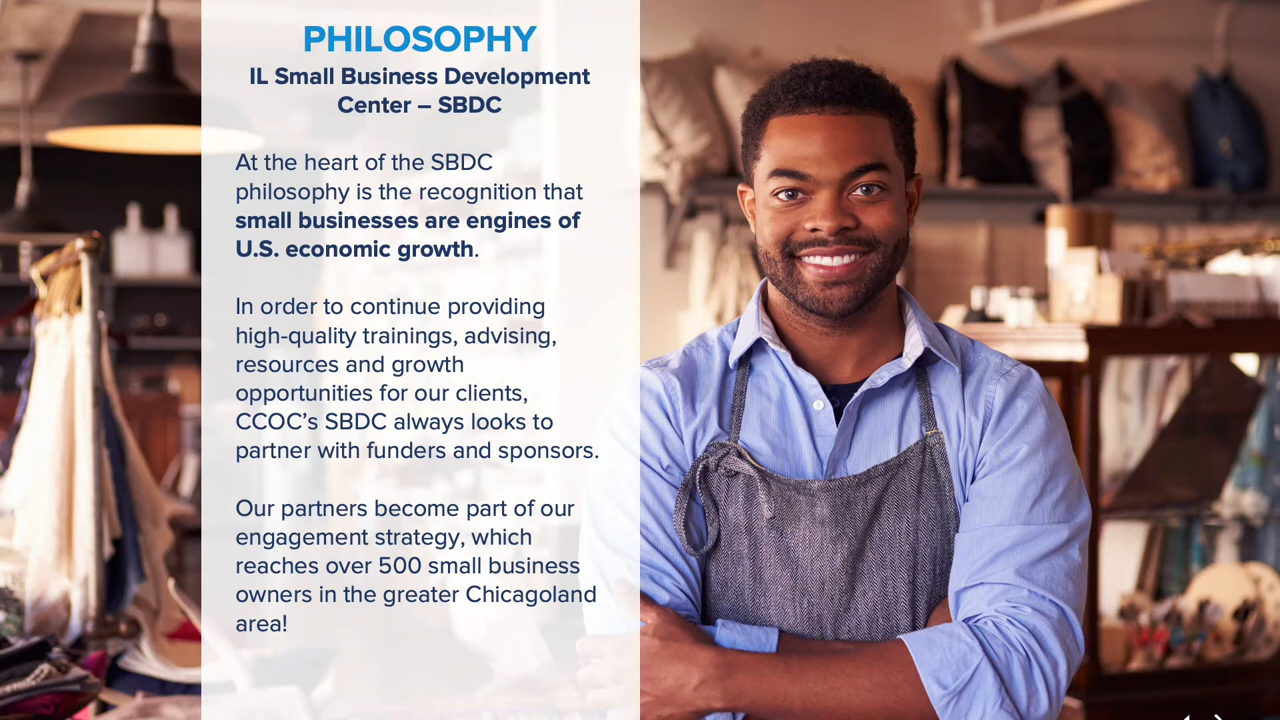 PHILOSOPHY
IL Small Business Development
Center – SBDC
At the heart of the SBDC
philosophy is the recognition that
small businesses are engines of
U.S. economic growth.
In order to continue providing
high-quality trainings, advising,
resources and growth
opportunities for our clients,
CCOC’s SBDC always looks to
partner with funders and sponsors.
Our partners become part of our
engagement strategy, which
reaches over 500 small business
owners in the greater Chicagoland
area!